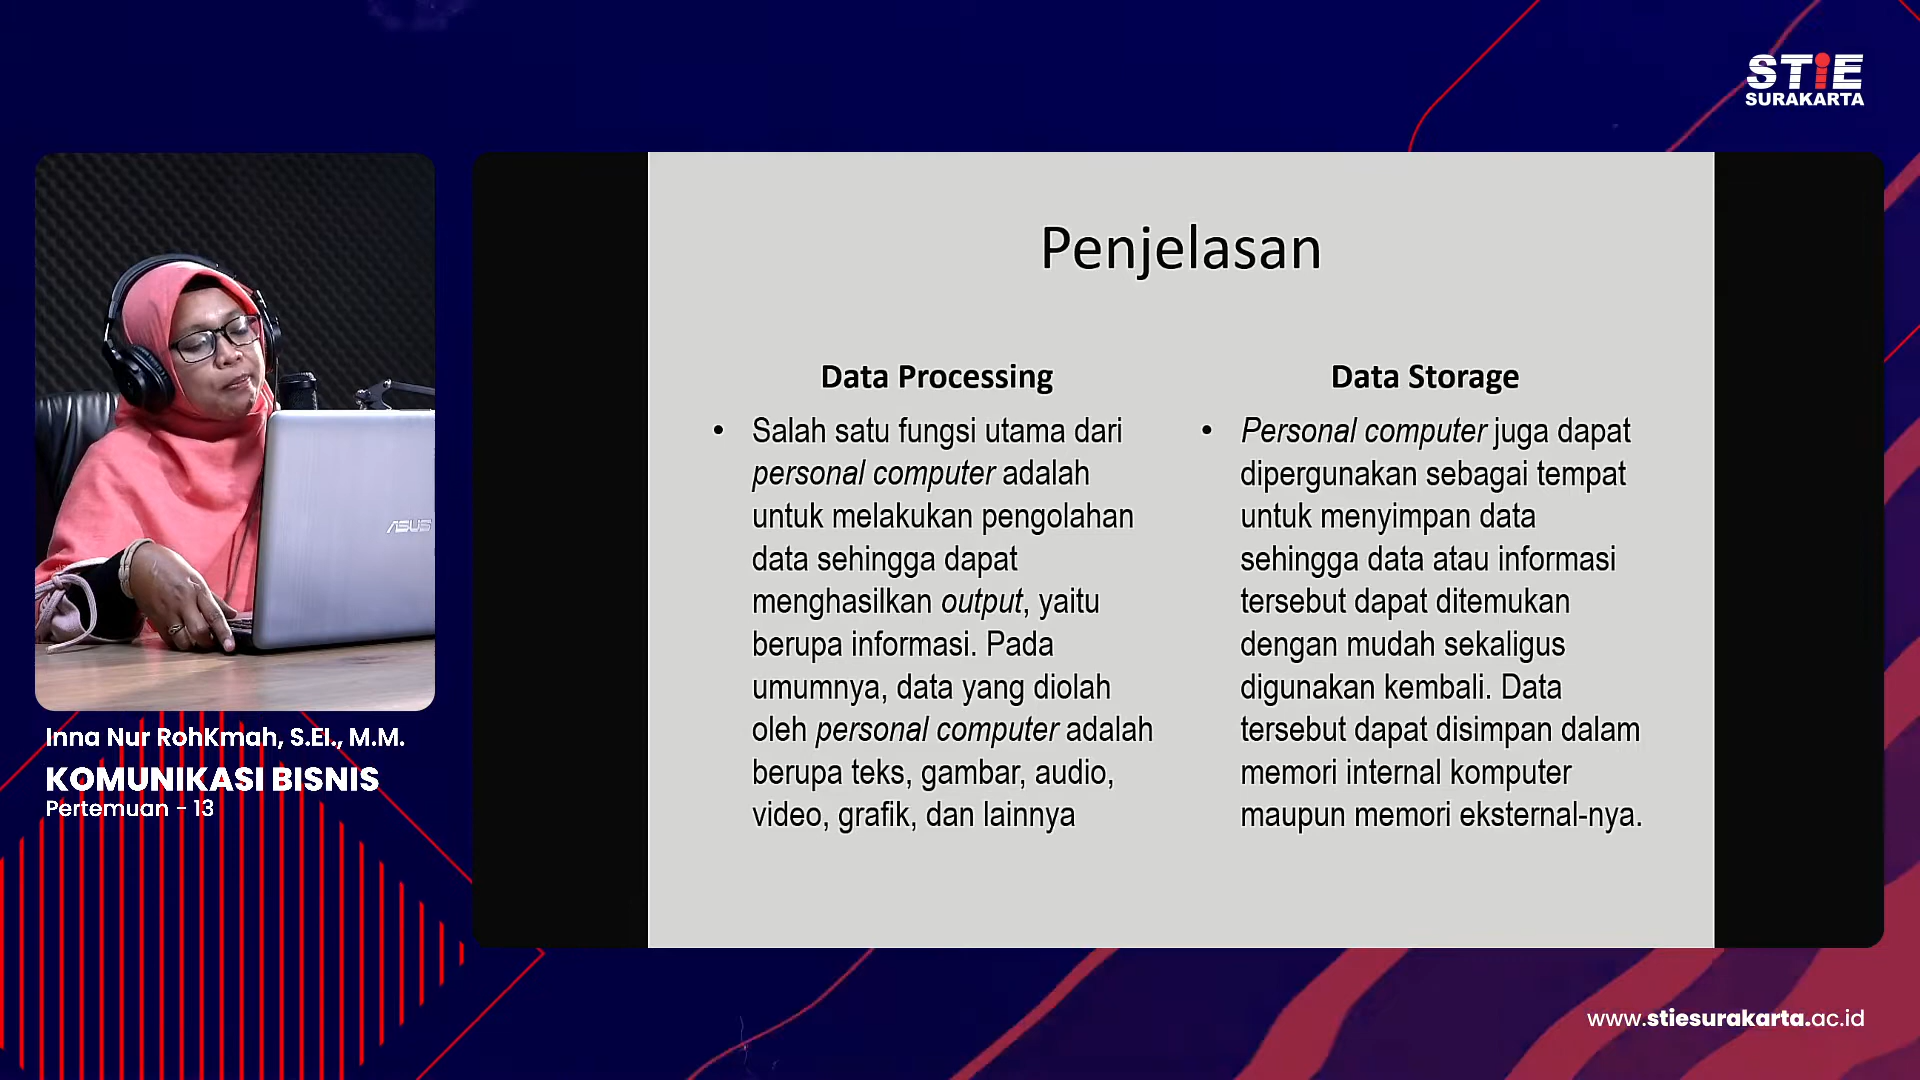 STiE
SURAKARTA
Penjelasan
Data Processing
• Salah satu fungsi utama dari
personal computer adalah
untuk melakukan pengolahan
data sehingga dapat
menghasilkan output, yaitu
berupa informasi. Pada
umumnya, data yang diolah
oleh personal computer adalah
berupa teks, gambar, audio,
video, grafik, dan lainnya
Data Storage
• Personal computer juga dapat
dipergunakan sebagai tempat
untuk menyimpan data
sehingga data atau informasi
tersebut dapat ditemukan
dengan mudah sekaligus
digunakan kembali. Data
tersebut dapat disimpan dalam
memori internal komputer
maupun memori eksternal-nya.
ASUS
Inna Nur RohKmah, S.EI., M.M.
KOMUNIKASI BISNIS
Pertemuan - 13
www.stiesurakarta.ac.id